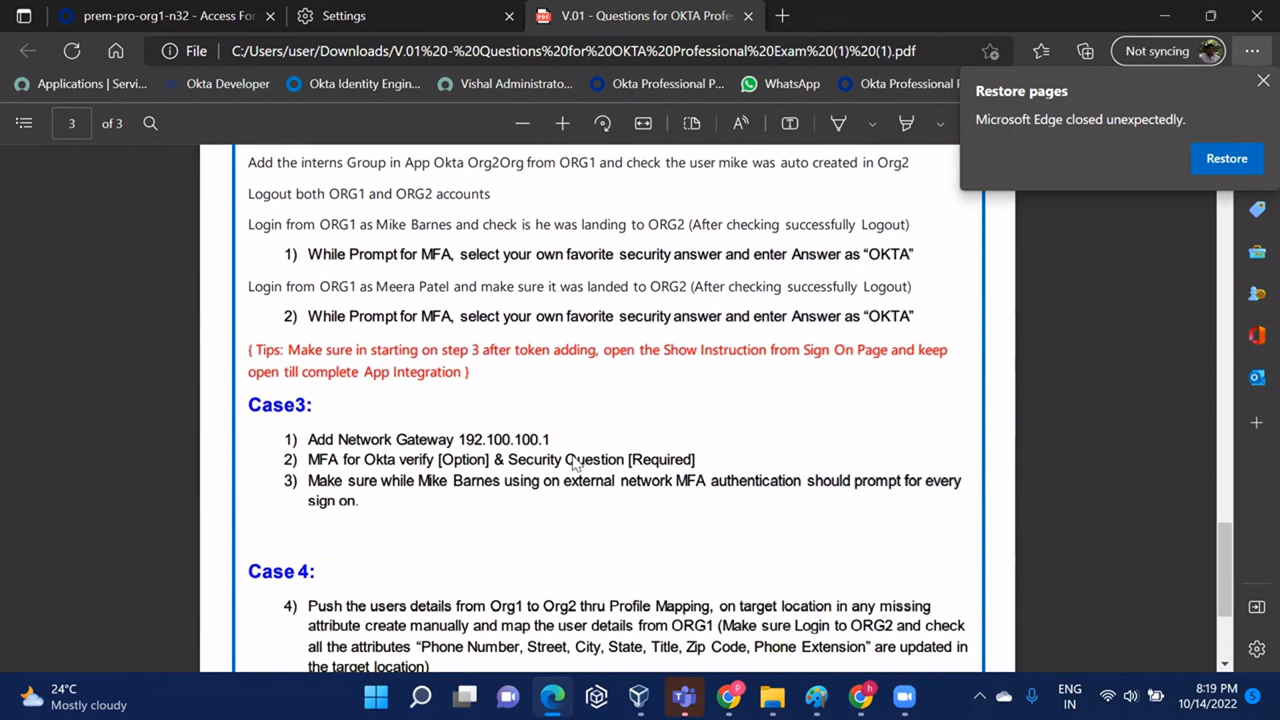 prem-pro-org1-n32 - Access For
Settings
V.01 - Questions for OKTA Profes
File
C:/Users/user/Downloads/V.01%20-%20Questions%20for%20OKTA%20Professional%20Exam%20(1)%20(1).pdf
Not syncing
Applications | Servi...
Okta Developer
Okta Identity Engin...
Vishal Administrato...
Okta Professional P...
WhatsApp
Okta Professional P
Restore pages
Microsoft Edge closed unexpectedly.
Restore
3 of 3
Add the interns Group in App Okta Org2Org from ORG1 and check the user mike was auto created in Org2
Logout both ORG1 and ORG2 accounts
Login from ORG1 as Mike Barnes and check is he was landing to ORG2 (After checking successfully Logout)
1) While Prompt for MFA, select your own favorite security answer and enter Answer as “OKTA”
Login from ORG1 as Meera Patel and make sure it was landed to ORG2 (After checking successfully Logout)
2) While Prompt for MFA, select your own favorite security answer and enter Answer as “OKTA”
{ Tips: Make sure in starting on step 3 after token adding, open the Show Instruction from Sign On Page and keep
open till complete App Integration }
Case3:
1) Add Network Gateway 192.100.100.1
2) MFA for Okta verify [Option] & Security Question [Required]
3) Make sure while Mike Barnes using on external network MFA authentication should prompt for every
sign on.
Case 4:
4) Push the users details from Org1 to Org2 thru Profile Mapping, on target location in any missing
attribute create manually and map the user details from ORG1 (Make sure Login to ORG2 and check
all the attributes “Phone Number, Street, City, State, Title, Zip Code, Phone Extension” are updated in
the target location)
24°C
Mostly cloudy
ENG
IN
8:19 PM
10/14/2022
5